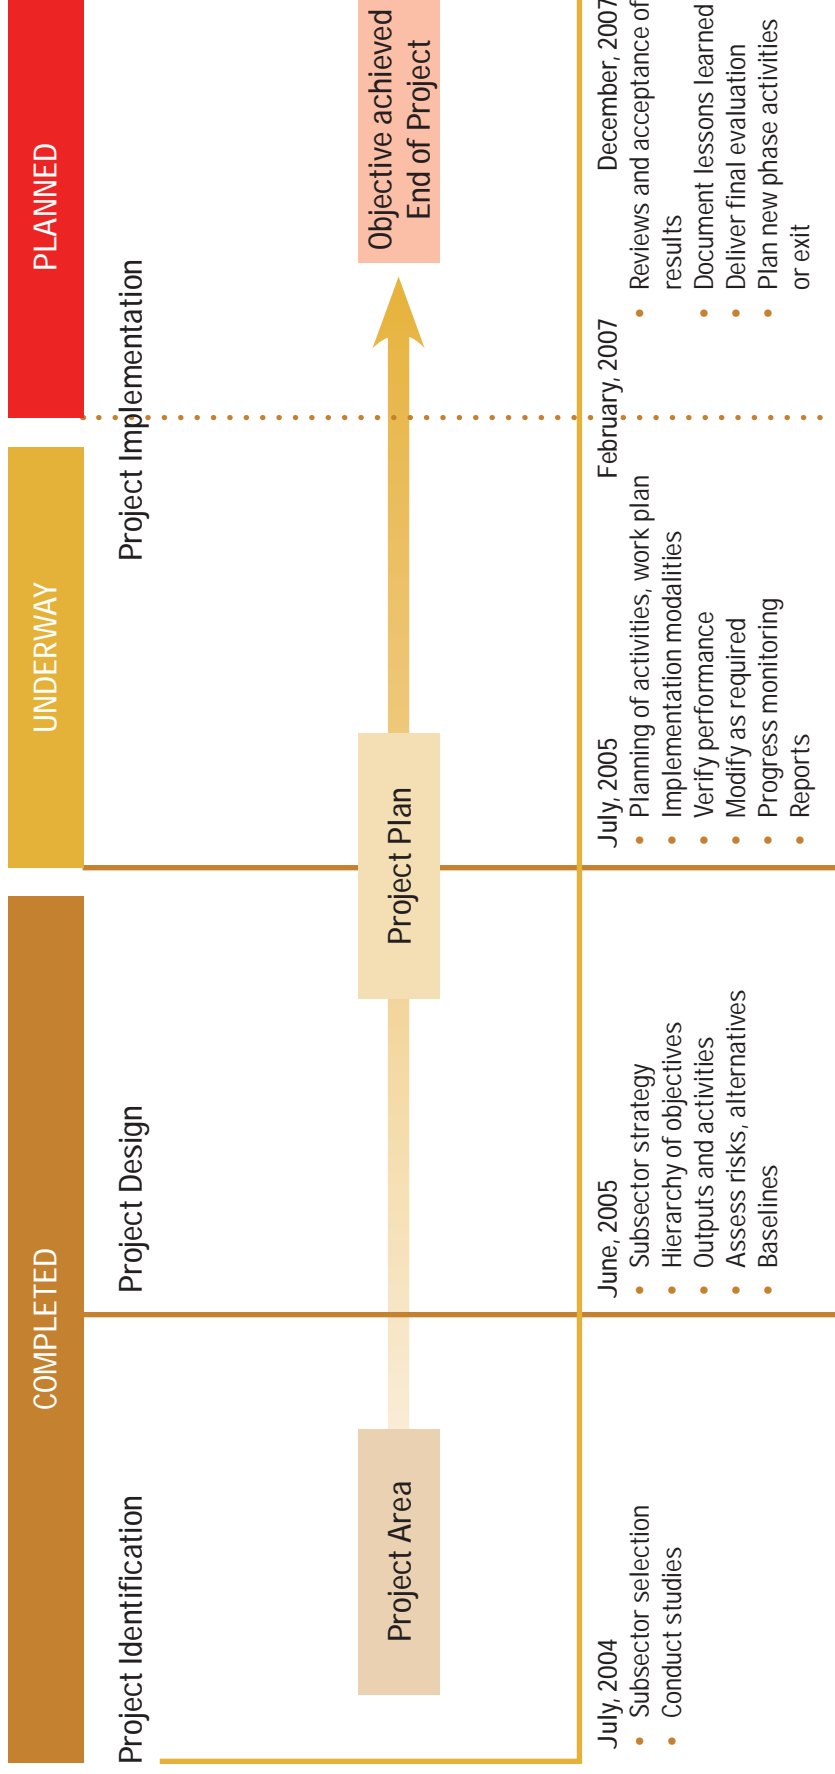 COMPLETED
UNDERWAY
PLANNED
Project Identification
Project Design
Project Implementation
Project Area
Project Plan
Objective achieved
End of Project
July, 2004
• Subsector selection
• Conduct studies
June, 2005
• Subsector strategy
• Hierarchy of objectives
• Outputs and activities
• Assess risks, alternatives
• Baselines
July, 2005
• Planning of activities, work plan
• Implementation modalities
• Verify performance
• Modify as required
• Progress monitoring
• Reports
February, 2007
December, 2007
• Reviews and acceptance of
results
• Document lessons learned
• Deliver final evaluation
• Plan new phase activities
or exit